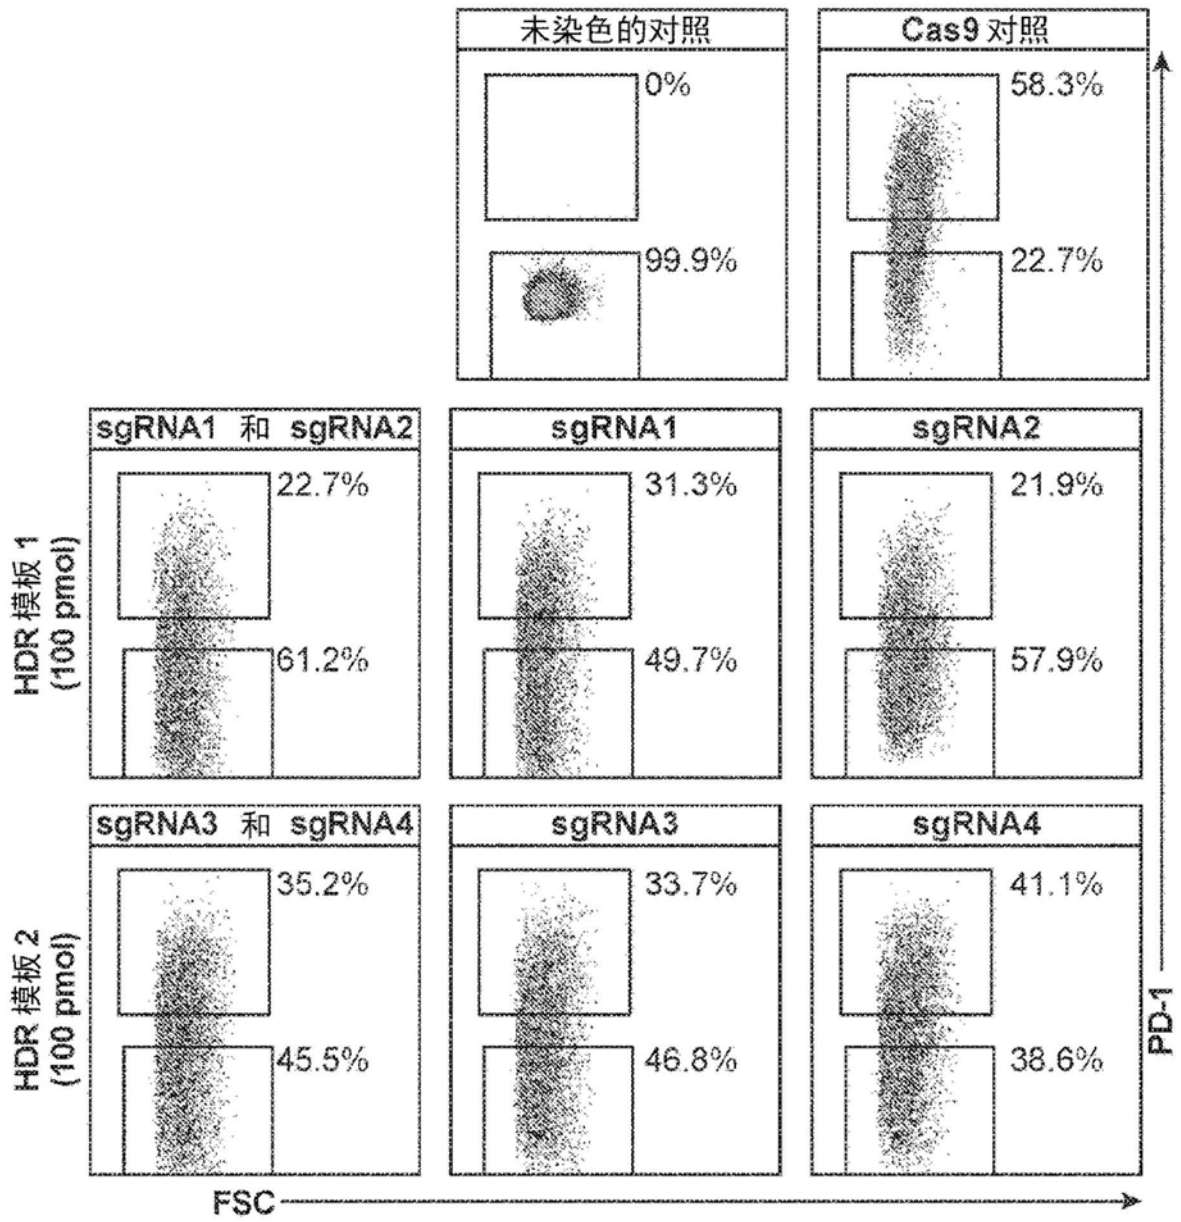 未染色的对照
0%
99.9%
Cas9 对照
58.3%
22.7%
HDR 模板 1
(100 pmol)
sgRNA1 和 sgRNA2
22.7%
61.2%
sgRNA1
31.3%
49.7%
sgRNA2
21.9%
57.9%
HDR 模板 2
(100 pmol)
sgRNA3 和 sgRNA4
35.2%
45.5%
sgRNA3
33.7%
46.8%
sgRNA4
41.1%
38.6%
PD-1
FSC